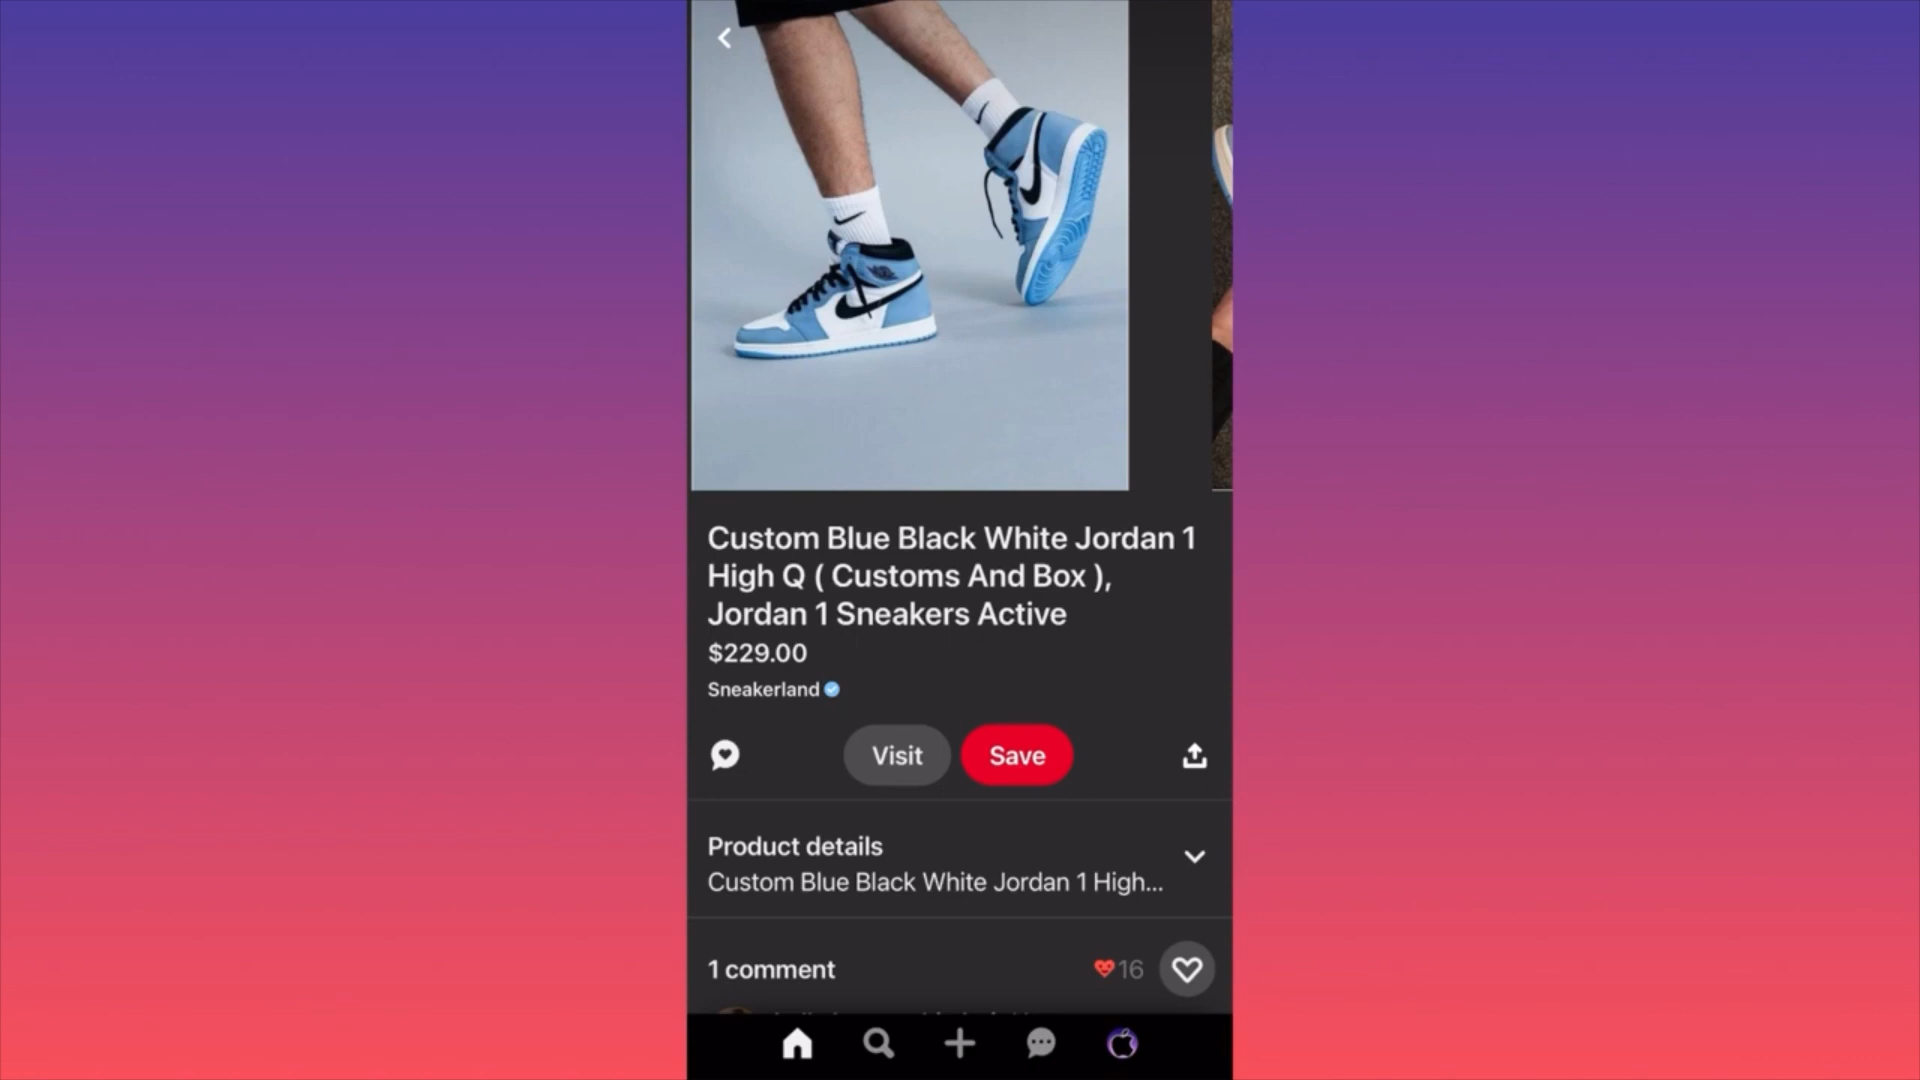 Custom Blue Black White Jordan 1
High Q ( Customs And Box ),
Jordan 1 Sneakers Active
$229.00
Sneakerland
Visit
Save
Product details
Custom Blue Black White Jordan 1 High...
1 comment
16